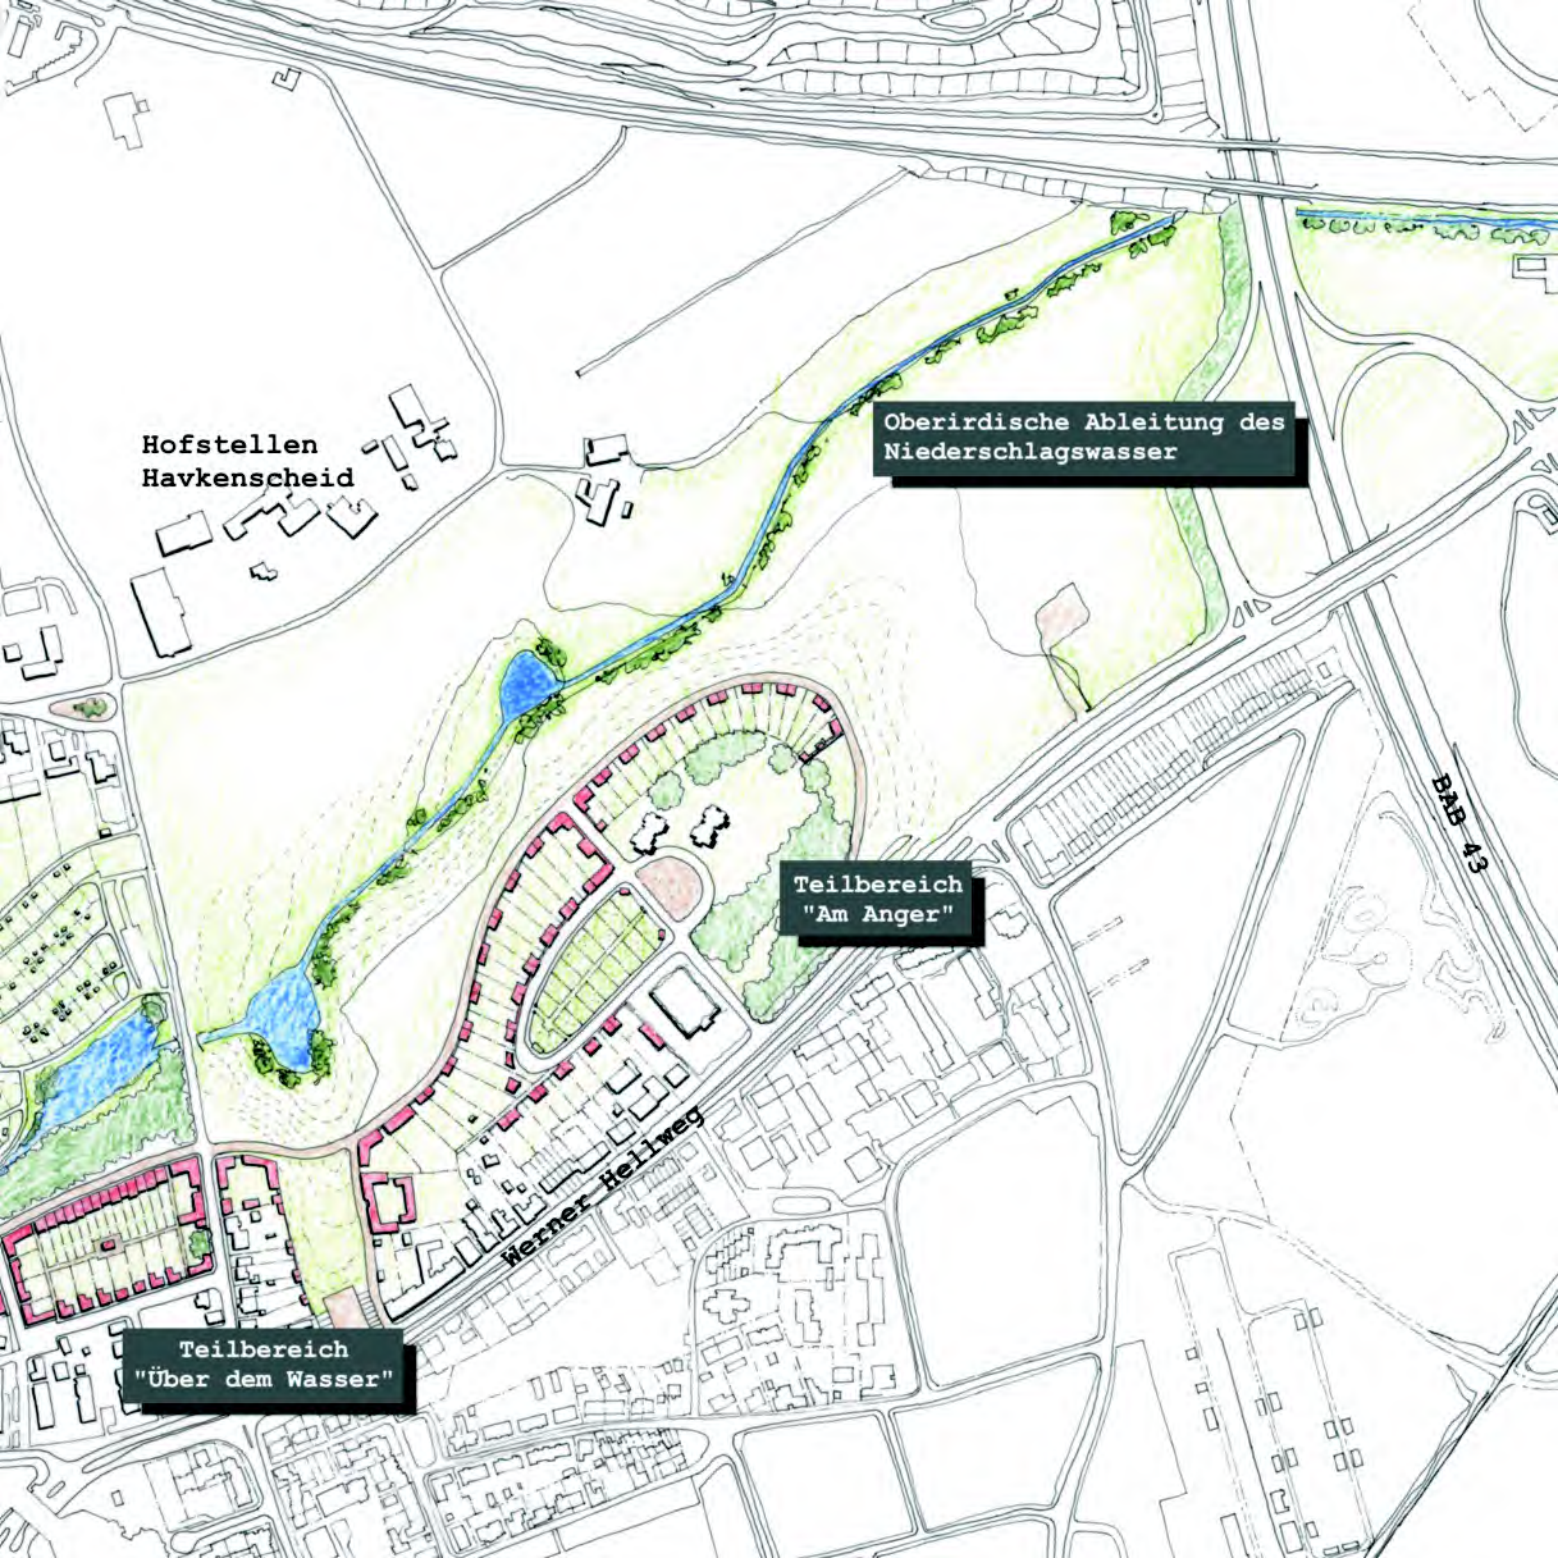 Oberirdische Ableitung des
Niederschlagswasser
Hofstellen
Havkenscheid
BAB 43
Teilbereich
"Am Anger"
Werner Hellweg
Teilbereich
"Über dem Wasser"